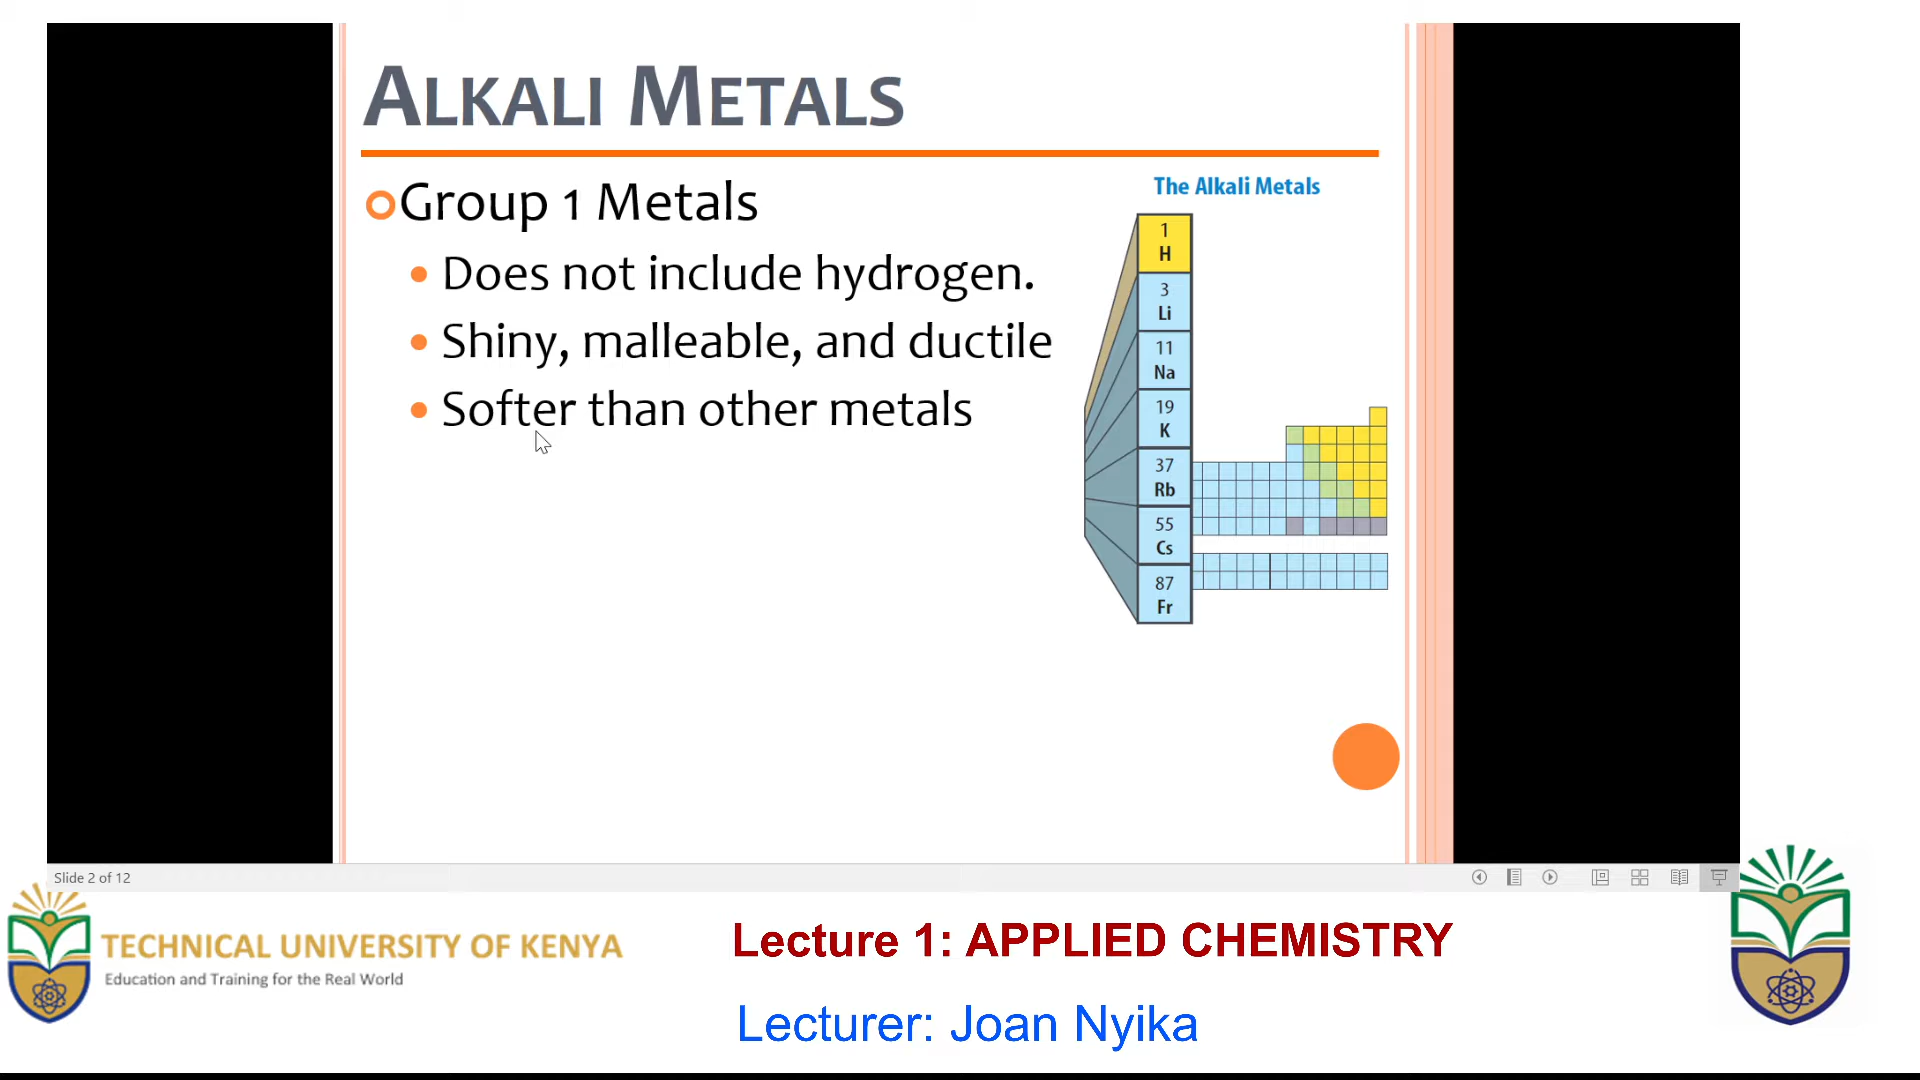 ALKALI METALS
Group 1 Metals
Does not include hydrogen.
Shiny, malleable, and ductile
Softer than other metals
The Alkali Metals
1
H
3
Li
11
Na
19
K
37
Rb
55
Cs
87
Fr
Slide 2 of 12
TECHNICAL UNIVERSITY OF KENYA
Education and Training for the Real World
Lecture 1: APPLIED CHEMISTRY
Lecturer: Joan Nyika